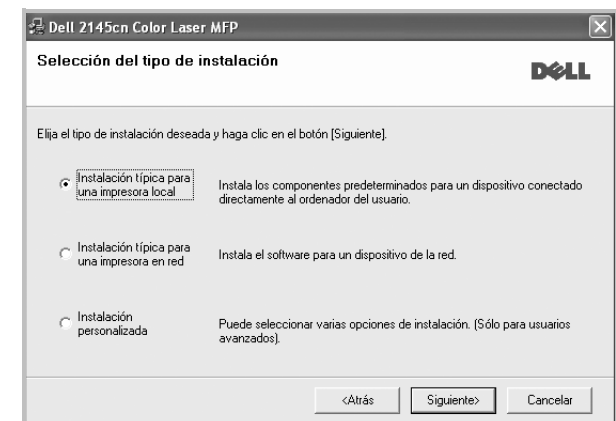 Dell 2145cn Color Laser MFP
Selección del tipo de instalación
DELL
Elija el tipo de instalación deseada y haga clic en el botón [Siguiente].
Instalación típica para
una impresora local
Instala los componentes predeterminados para un dispositivo conectado
directamente al ordenador del usuario.
Instalación típica para
una impresora en red
Instala el software para un dispositivo de la red.
Instalación
personalizada
Puede seleccionar varias opciones de instalación. (Sólo para usuarios
avanzados).
<Atrás
Siguiente>
Cancelar